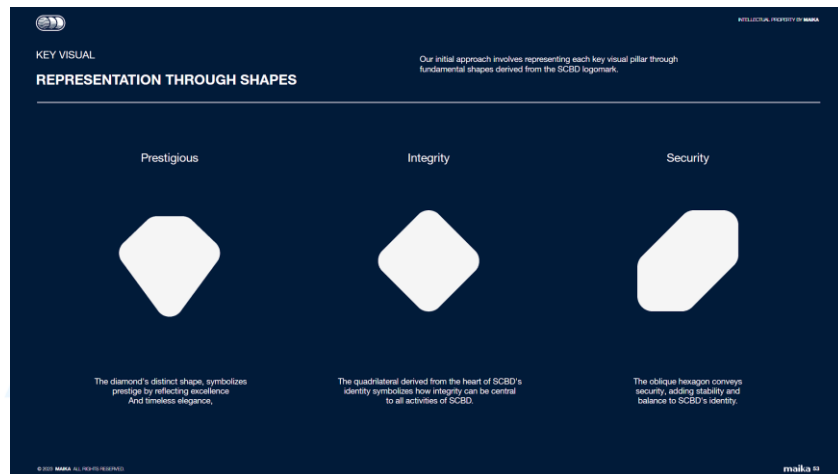 INTELLECTUAL PROPERTY BY MAIKA
KEY VISUAL
REPRESENTATION THROUGH SHAPES
Our initial approach involves representing each key visual pillar through
fundamental shapes derived from the SCBD logomark.
Prestigious
Integrity
Security
The diamond's distinct shape, symbolizes
prestige by reflecting excellence
And timeless elegance,
The quadrilateral derived from the heart of SCBD's
identity symbolizes how integrity can be central
to all activities of SCBD.
The oblique hexagon conveys
security, adding stability and
balance to SCBD's identity.
© 2023 MAIKA ALL RIGHTS RESERVED
maika 53